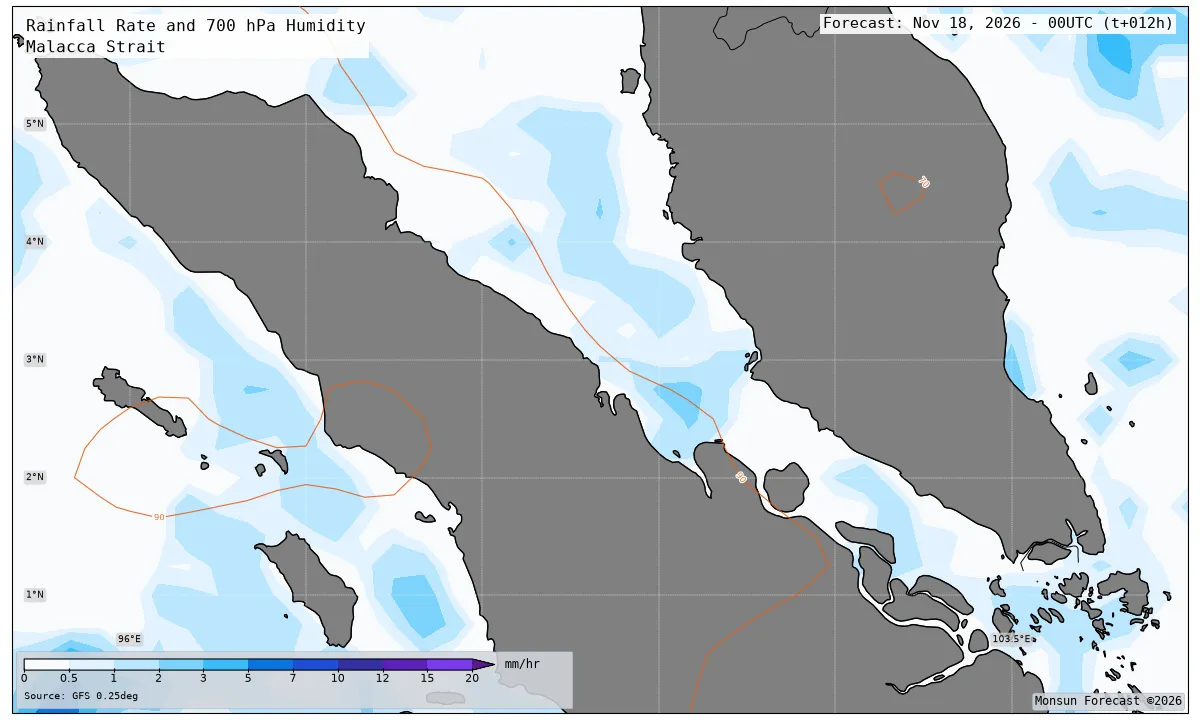 Rainfall Rate and 700 hPa Humidity
Malacca Strait
Forecast: Nov 18, 2026 - 00UTC (t+012h)
5°N
70
4°N
3°N
2°N
90
90
1°N
96°E
103.5°E
0 0.5 1 2 3 5 7 10 12 15 20 mm/hr
Source: GFS 0.25deg
Monsun Forecast ©2026